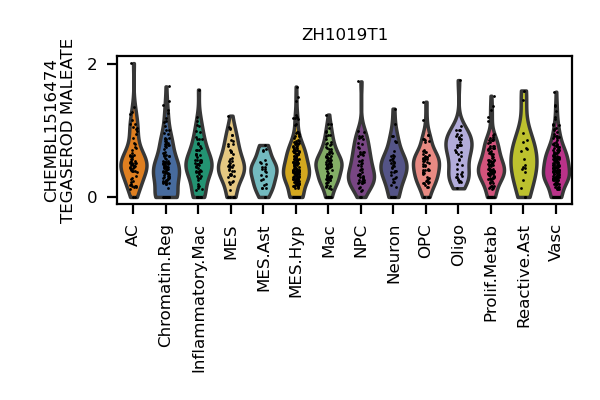 ZH1019T1
CHEMBL1516474
TEGASEROD MALEATE
2
0
AC
Chromatin.Reg
Inflammatory.Mac
MES
MES.Ast
MES.Hyp
Mac
NPC
Neuron
OPC
Oligo
Prolif.Metab
Reactive.Ast
Vasc